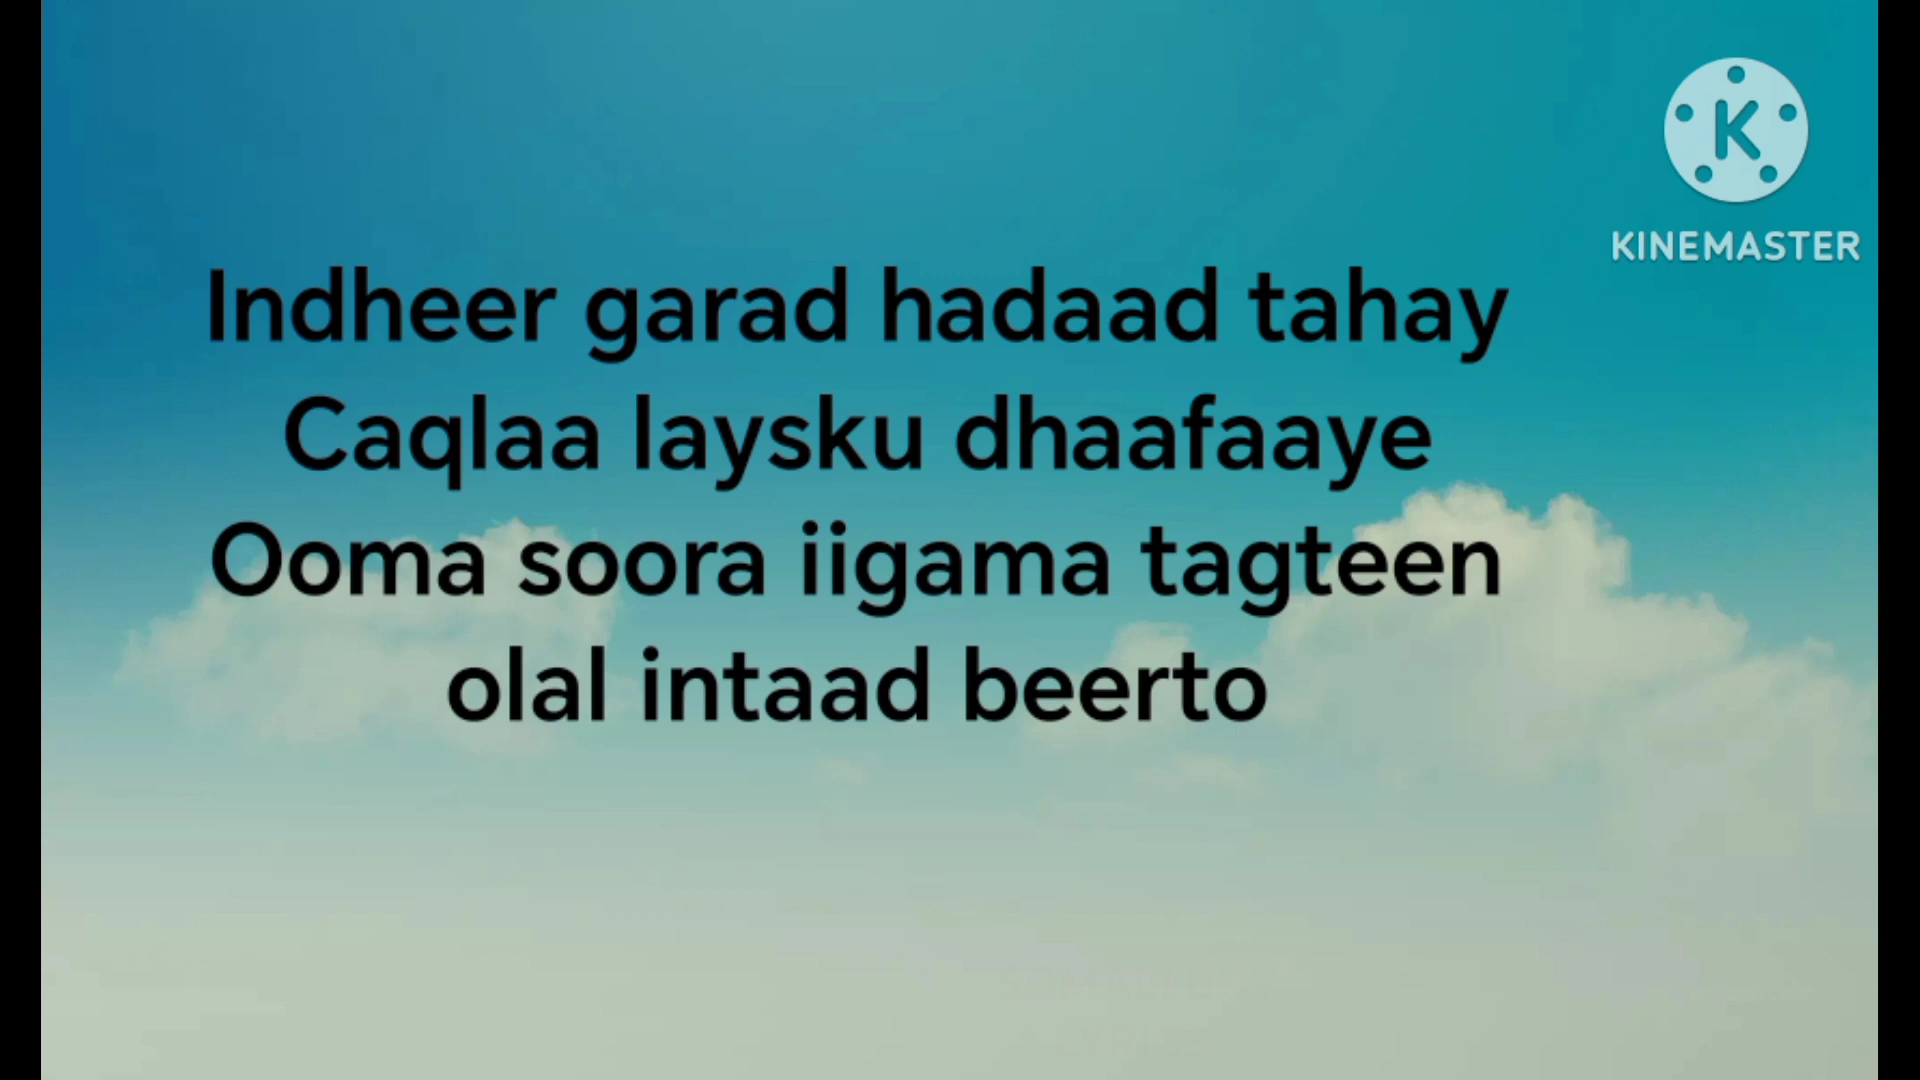 KINEMASTER
Indheer garad hadaad tahay
Caqlaa laysku dhaafaaye
Ooma soora iigama tagteen
olal intaad beerto